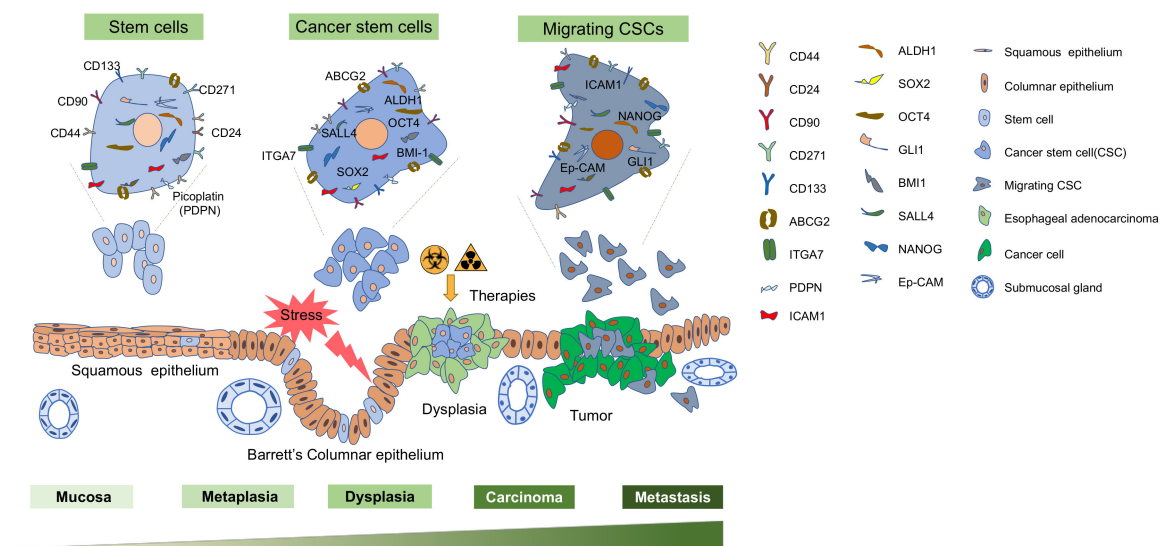 Stem cells
Cancer stem cells
Migrating CSCs
CD133
CD271
CD90
CD44
CD24
Picoplatin
(PDPN)
ABCG2
ALDH1
OCT4
SALL4
ITGA7
BMI-1
SOX2
ICAM1
NANOG
Ep-CAM
GLI1
CD44
CD24
CD90
CD271
CD133
ABCG2
ITGA7
PDPN
ICAM1
ALDH1
SOX2
OCT4
GLI1
BMI1
SALL4
NANOG
Ep-CAM
Squamous epithelium
Columnar epithelium
Stem cell
Cancer stem cell(CSC)
Migrating CSC
Esophageal adenocarcinoma
Cancer cell
Submucosal gland
Stress
Therapies
Squamous epithelium
Dysplasia
Tumor
Barrett's Columnar epithelium
Mucosa
Metaplasia
Dysplasia
Carcinoma
Metastasis